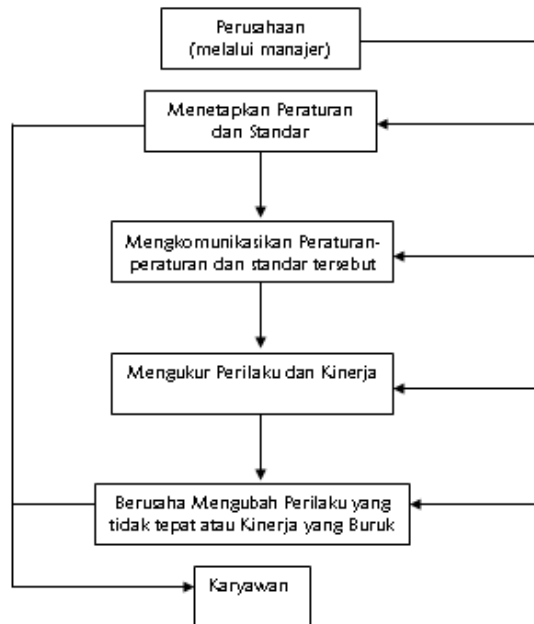 Perusahaan
(melalui manajer)
Menetapkan Peraturan
dan Standar
Mengkomunikasikan Peraturan-
peraturan dan standar tersebut
Mengukur Perilaku dan Kinerja
Berusaha Mengubah Perilaku yang
tidak tepat atau Kinerja yang Buruk
Karyawan